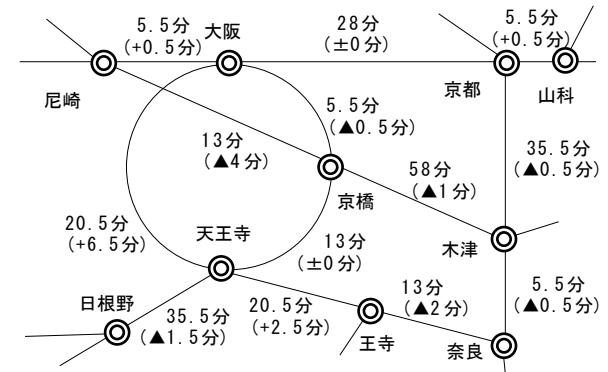 5.5分
(+0.5分)
大阪
28分
(±0分)
5.5分
(+0.5分)
尼崎
京都
山科
5.5分
(▲0.5分)
13分
(▲4分)
35.5分
(▲0.5分)
58分
(▲1分)
京橋
20.5分
(+6.5分)
天王寺
13分
(±0分)
木津
日根野
35.5分
(▲1.5分)
20.5分
(+2.5分)
13分
(▲2分)
5.5分
(▲0.5分)
王寺
奈良